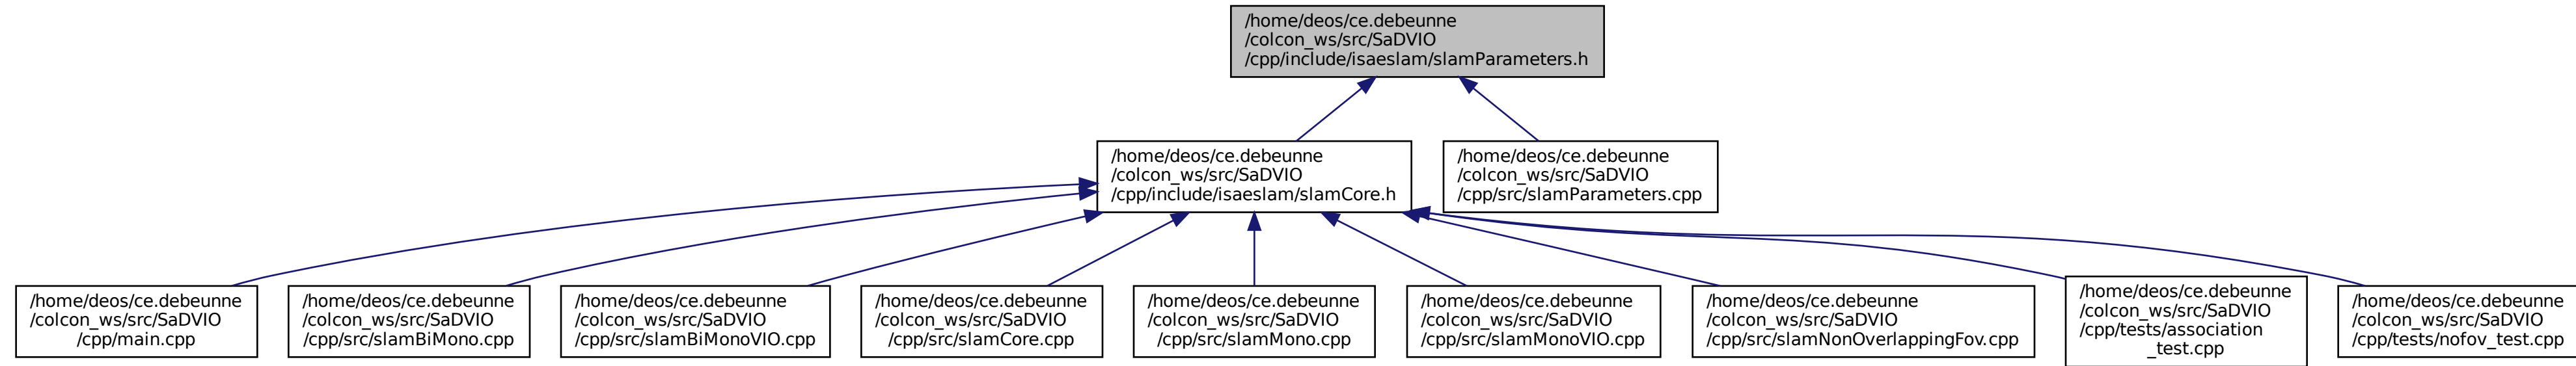 /home/deos/ce.debeunne
/colcon_ws/src/SaDVIO
/cpp/include/isaeslam/slamParameters.h
/home/deos/ce.debeunne
/colcon_ws/src/SaDVIO
/cpp/include/isaeslam/slamCore.h
/home/deos/ce.debeunne
/colcon_ws/src/SaDVIO
/cpp/src/slamParameters.cpp
/home/deos/ce.debeunne
/colcon_ws/src/SaDVIO
/cpp/main.cpp
/home/deos/ce.debeunne
/colcon_ws/src/SaDVIO
/cpp/src/slamBiMono.cpp
/home/deos/ce.debeunne
/colcon_ws/src/SaDVIO
/cpp/src/slamBiMonoVIO.cpp
/home/deos/ce.debeunne
/colcon_ws/src/SaDVIO
/cpp/src/slamCore.cpp
/home/deos/ce.debeunne
/colcon_ws/src/SaDVIO
/cpp/src/slamMono.cpp
/home/deos/ce.debeunne
/colcon_ws/src/SaDVIO
/cpp/src/slamMonoVIO.cpp
/home/deos/ce.debeunne
/colcon_ws/src/SaDVIO
/cpp/src/slamNonOverlappingFov.cpp
/home/deos/ce.debeunne
/colcon_ws/src/SaDVIO
/cpp/tests/association
_test.cpp
/home/deos/ce.debeunne
/colcon_ws/src/SaDVIO
/cpp/tests/nofov_test.cpp